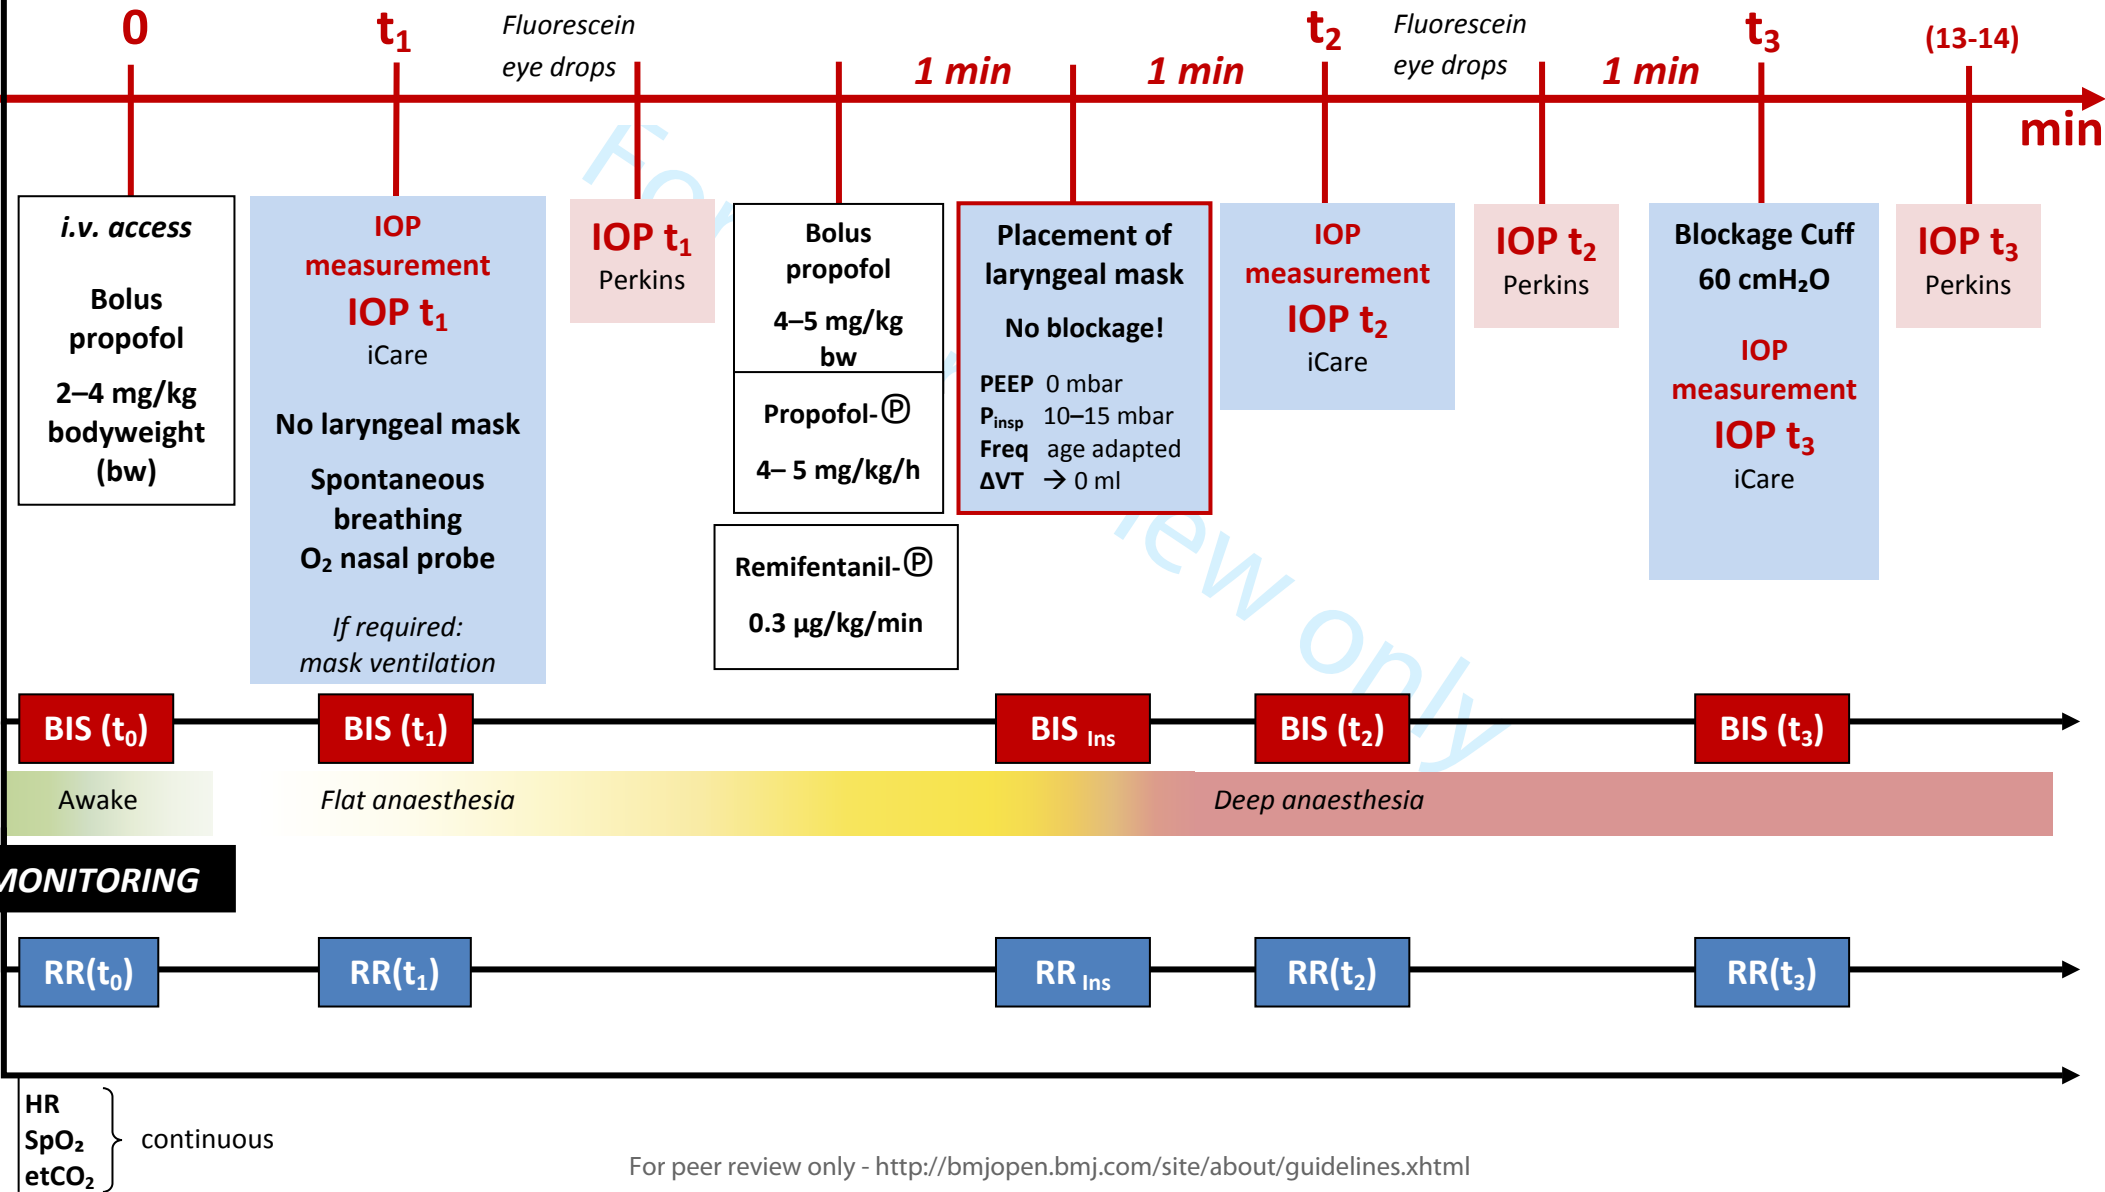 0
t₁
Fluorescein
eye drops
1 min
1 min
t₂
Fluorescein
eye drops
1 min
t₃
(13-14)
min
i.v. access
Bolus
propofol
2–4 mg/kg
bodyweight
(bw)
IOP
measurement
IOP t₁
iCare
No laryngeal mask
Spontaneous
breathing
O₂ nasal probe
If required:
mask ventilation
IOP t₁
Perkins
Bolus
propofol
4–5 mg/kg
bw
Propofol-Ⓟ
4– 5 mg/kg/h
Remifentanil-Ⓟ
0.3 µg/kg/min
Placement of
laryngeal mask
No blockage!
PEEP 0 mbar
Pinsp 10–15 mbar
Freq age adapted
ΔVT → 0 ml
IOP
measurement
IOP t₂
iCare
IOP t₂
Perkins
Blockage Cuff
60 cmH₂O
IOP
measurement
IOP t₃
iCare
IOP t₃
Perkins
BIS (t₀)
BIS (t₁)
BIS Ins
BIS (t₂)
BIS (t₃)
Awake
Flat anaesthesia
Deep anaesthesia
MONITORING
RR(t₀)
RR(t₁)
RR Ins
RR(t₂)
RR(t₃)
HR
SpO₂
etCO₂
continuous
For peer review only - http://bmjopen.bmj.com/site/about/guidelines.xhtml